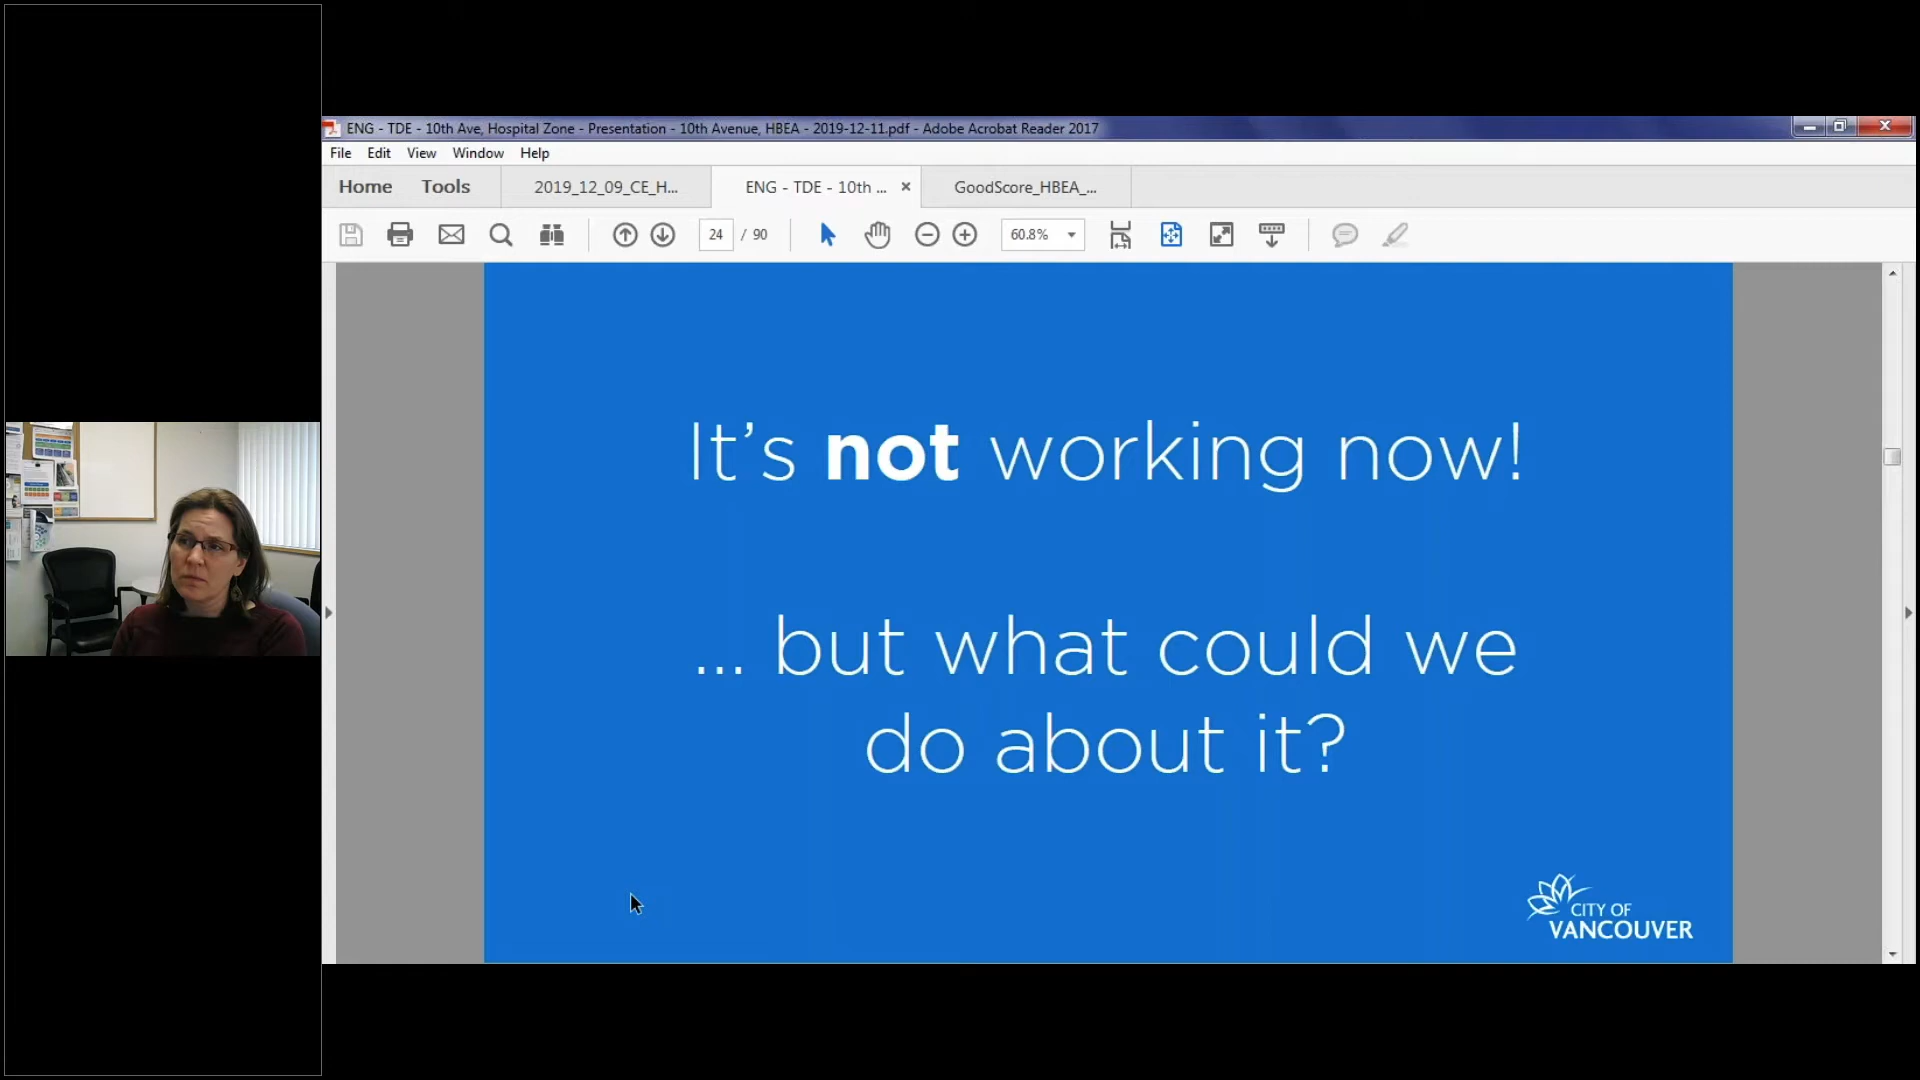 ENG - TDE - 10th Ave, Hospital Zone - Presentation - 10th Avenue, HBEA - 2019-12-11.pdf - Adobe Acrobat Reader 2017
File Edit View Window Help
Home Tools 2019_12_09_CE_H... ENG - TDE - 10th ... GoodScore_HBEA_...
24 / 90 60.8%
It's not working now!
... but what could we
do about it?
CITY OF
VANCOUVER